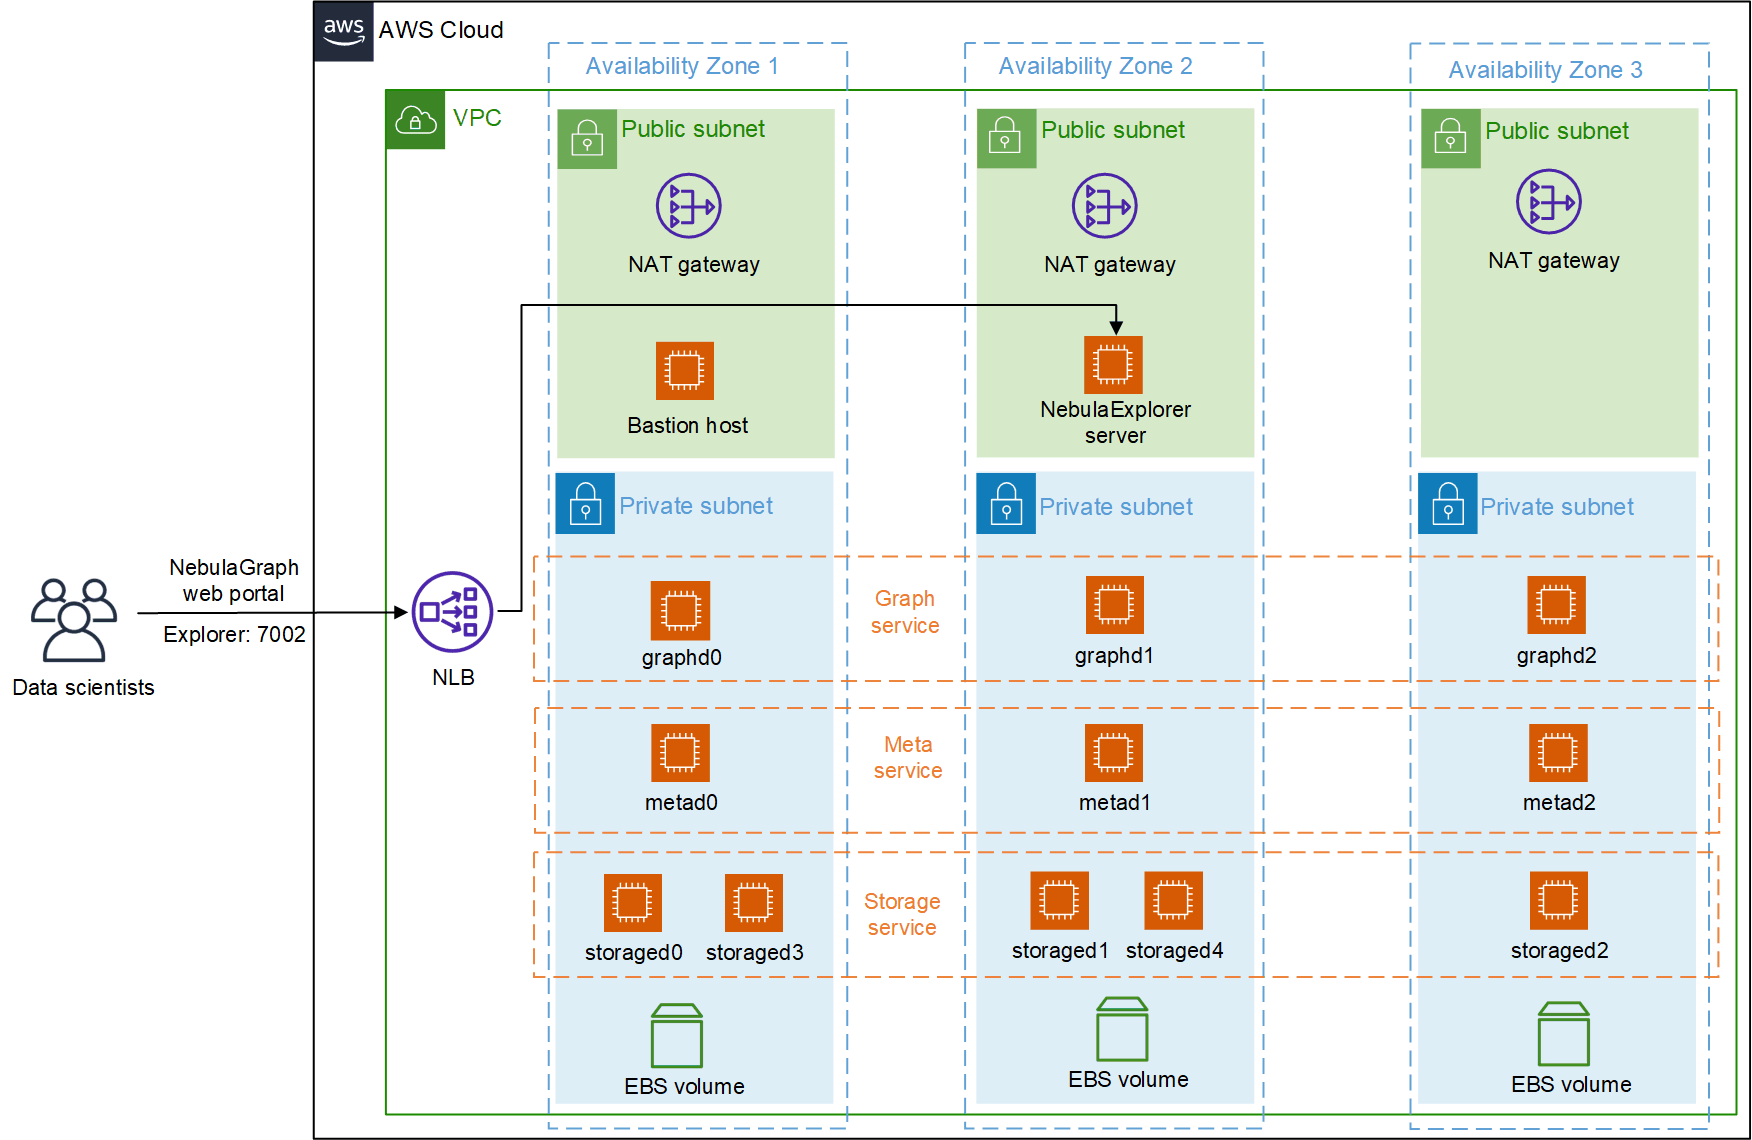 aws
AWS Cloud
Availability Zone 1
Availability Zone 2
Availability Zone 3
VPC
Public subnet
Public subnet
Public subnet
NAT gateway
NAT gateway
NAT gateway
Bastion host
NebulaExplorer
server
Private subnet
Private subnet
Private subnet
NebulaGraph
web portal
Explorer: 7002
Data scientists
NLB
Graph
service
graphd0
graphd1
graphd2
Meta
service
metad0
metad1
metad2
Storage
service
storaged0
storaged3
storaged1
storaged4
storaged2
EBS volume
EBS volume
EBS volume